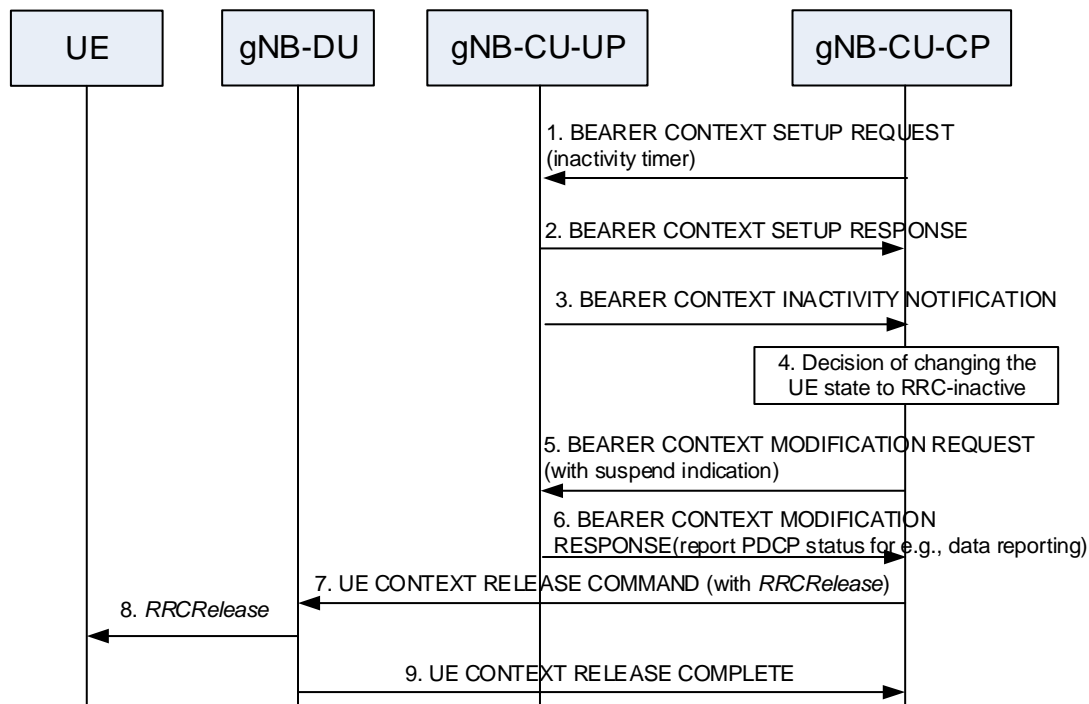 UE
gNB-DU
gNB-CU-UP
gNB-CU-CP
1. BEARER CONTEXT SETUP REQUEST
(inactivity timer)
2. BEARER CONTEXT SETUP RESPONSE
3. BEARER CONTEXT INACTIVITY NOTIFICATION
4. Decision of changing the
UE state to RRC-inactive
5. BEARER CONTEXT MODIFICATION REQUEST
(with suspend indication)
6. BEARER CONTEXT MODIFICATION
RESPONSE(report PDCP status for e.g., data reporting)
7. UE CONTEXT RELEASE COMMAND (with RRCRelease)
8. RRCRelease
9. UE CONTEXT RELEASE COMPLETE